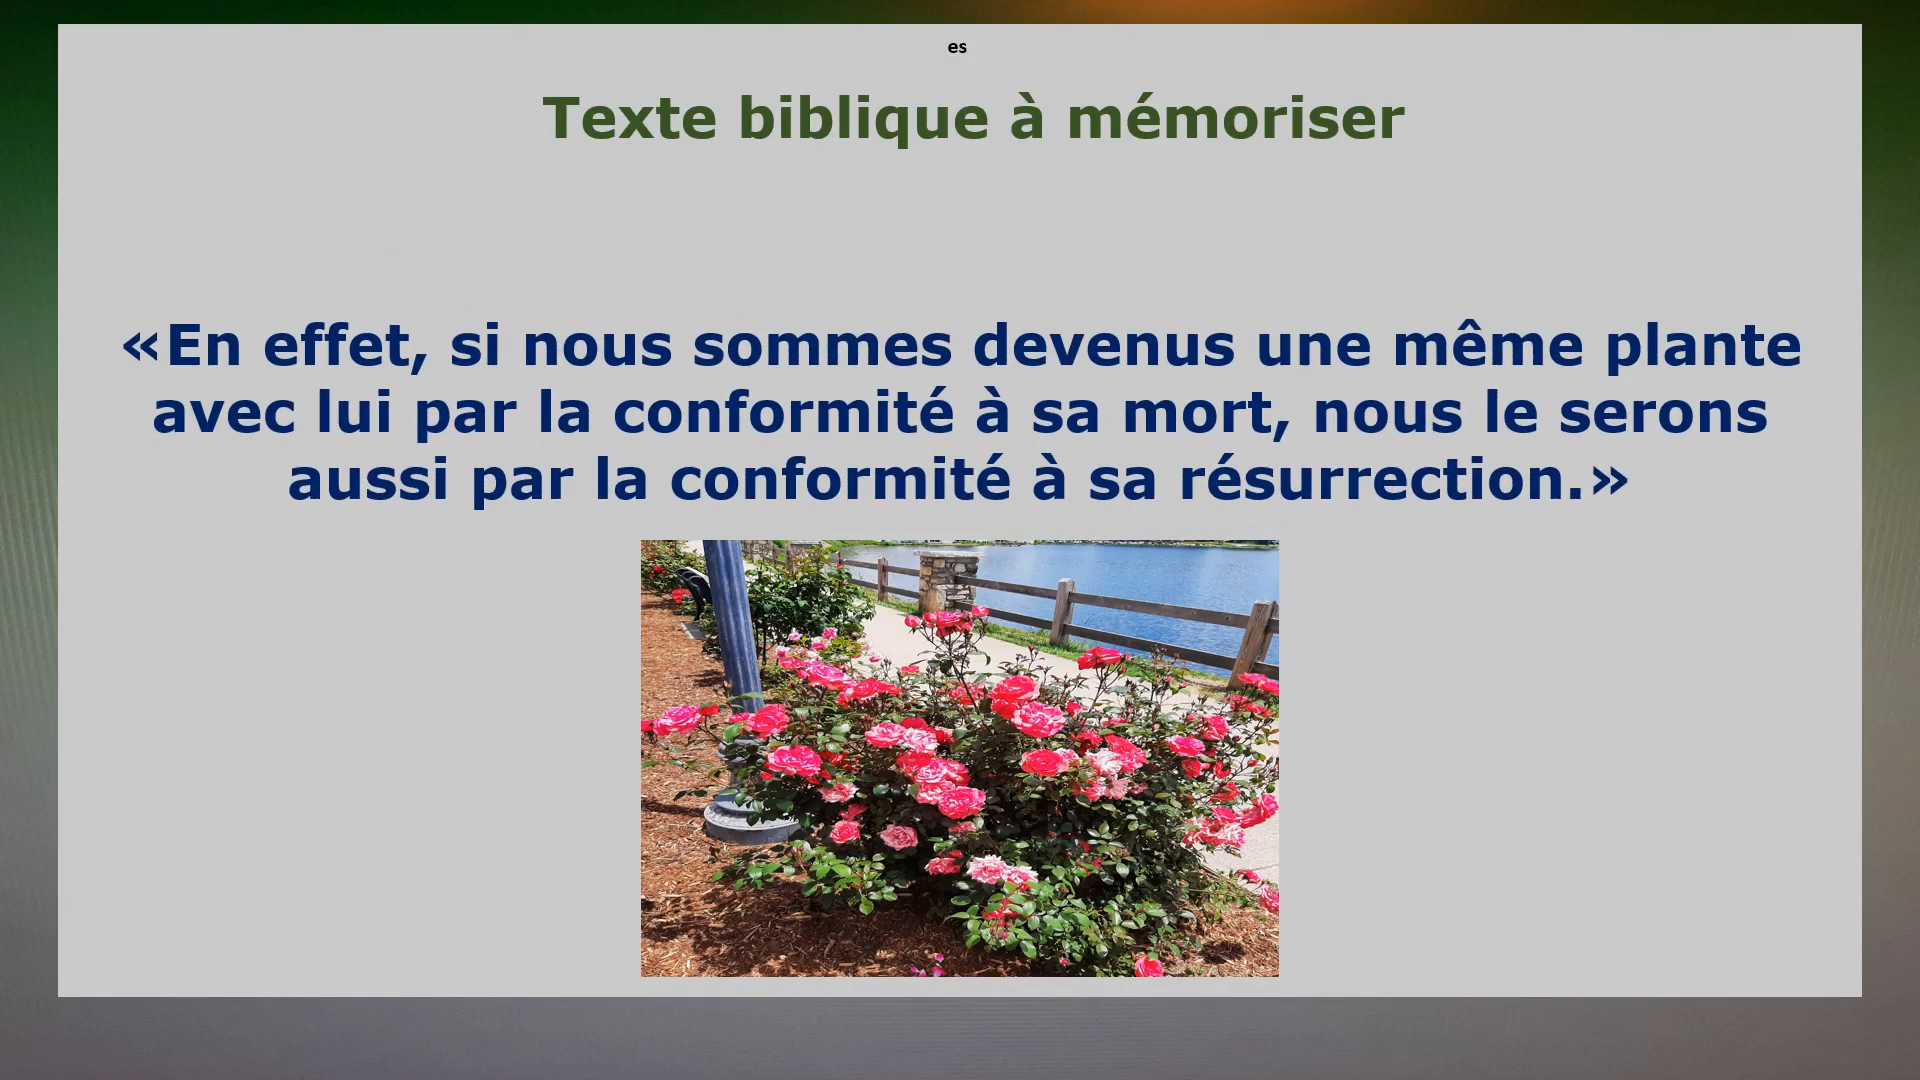 es
Texte biblique à mémoriser
«En effet, si nous sommes devenus une même plante
avec lui par la conformité à sa mort, nous le serons
aussi par la conformité à sa résurrection.»